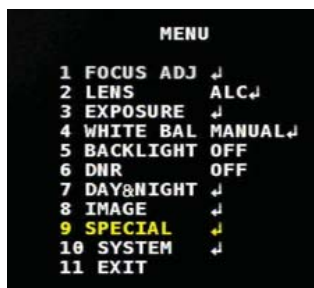 MENU
1 FOCUS ADJ ↲
2 LENS ALC↲
3 EXPOSURE ↲
4 WHITE BAL MANUAL↲
5 BACKLIGHT OFF
6 DNR OFF
7 DAY&NIGHT ↲
8 IMAGE ↲
9 SPECIAL ↲
10 SYSTEM ↲
11 EXIT